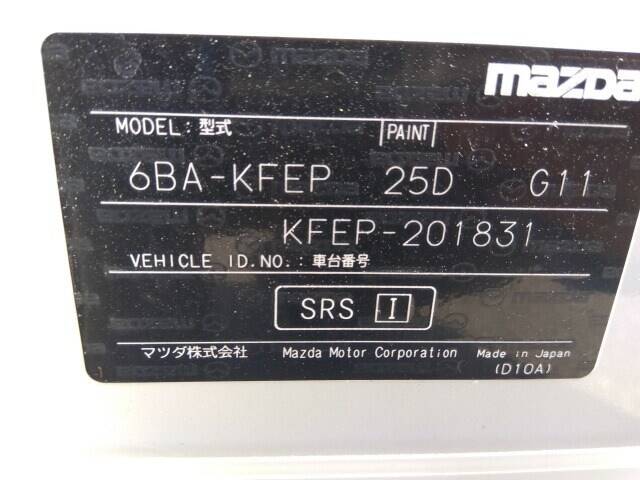 mazda
MODEL : 型式 PAINT
6BA-KFEP 25D G11
KFEP-201831
VEHICLE ID.NO. : 車台番号
SRS I
マツダ株式会社 Mazda Motor Corporation Made in Japan
(D10A)